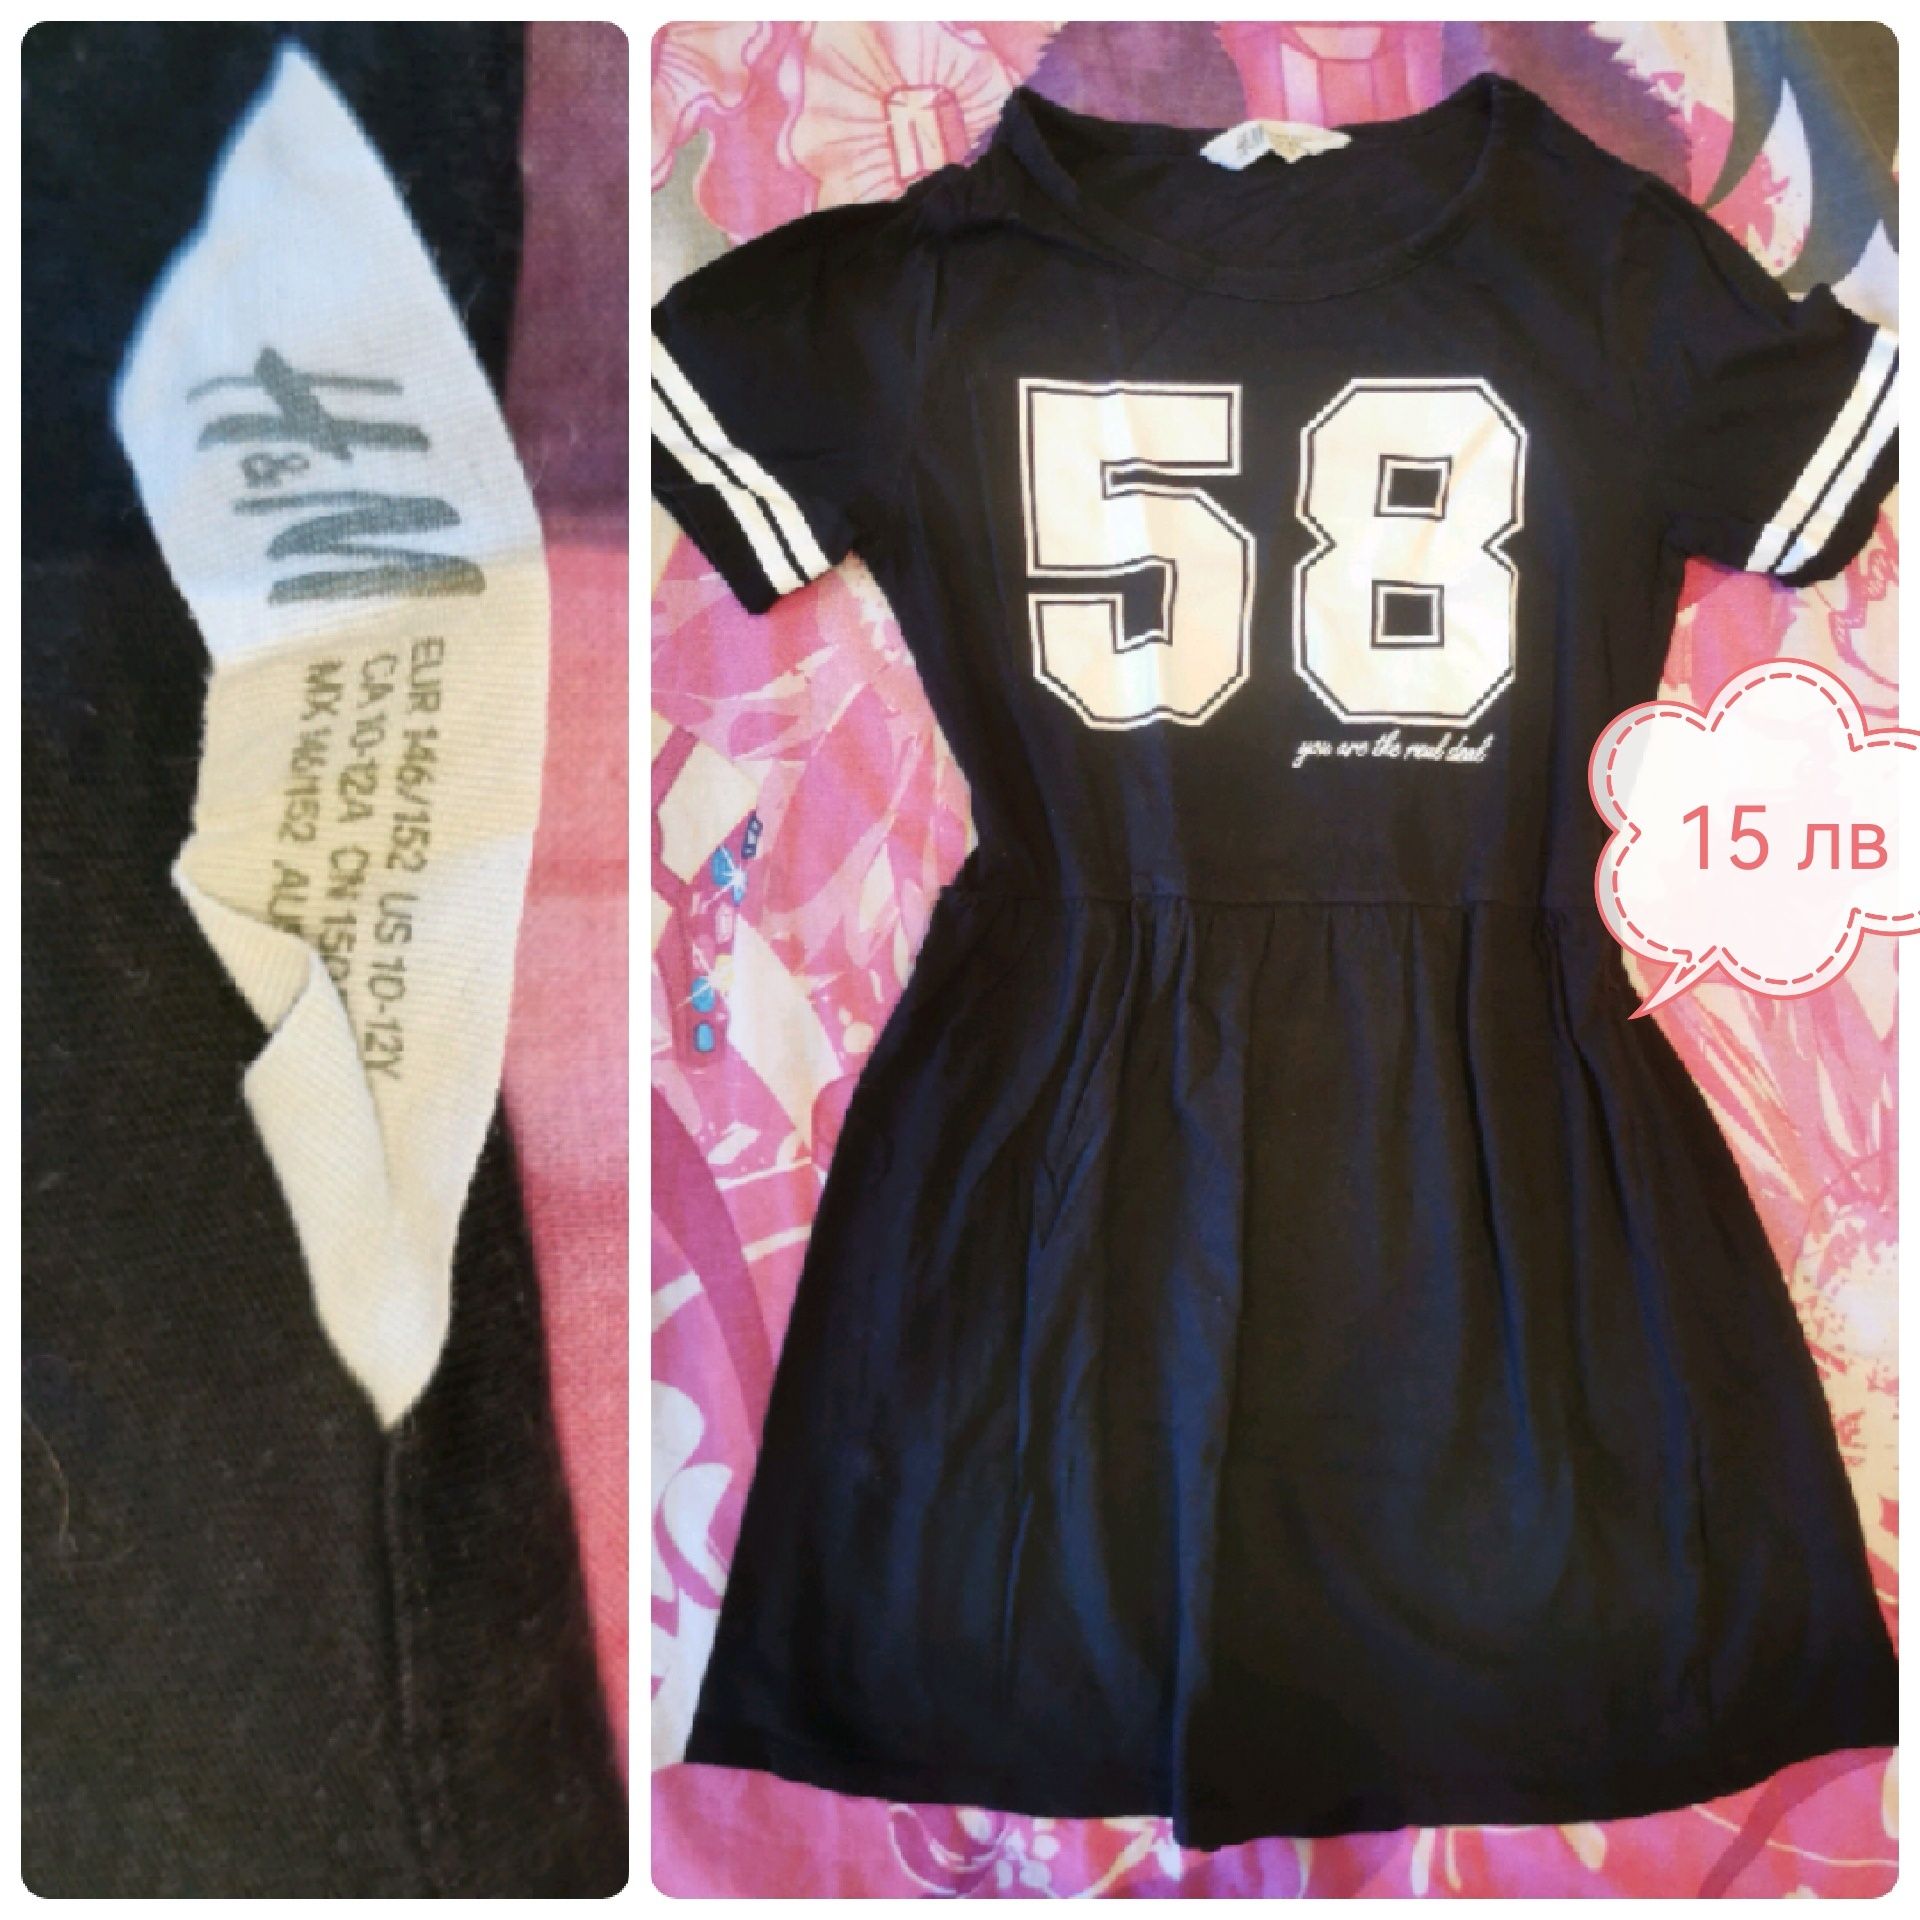 H&M
EUR 146/152 US 10-12Y
CA 10-12A CN 150
MX 146/152
58
you are the real deal
15 лв